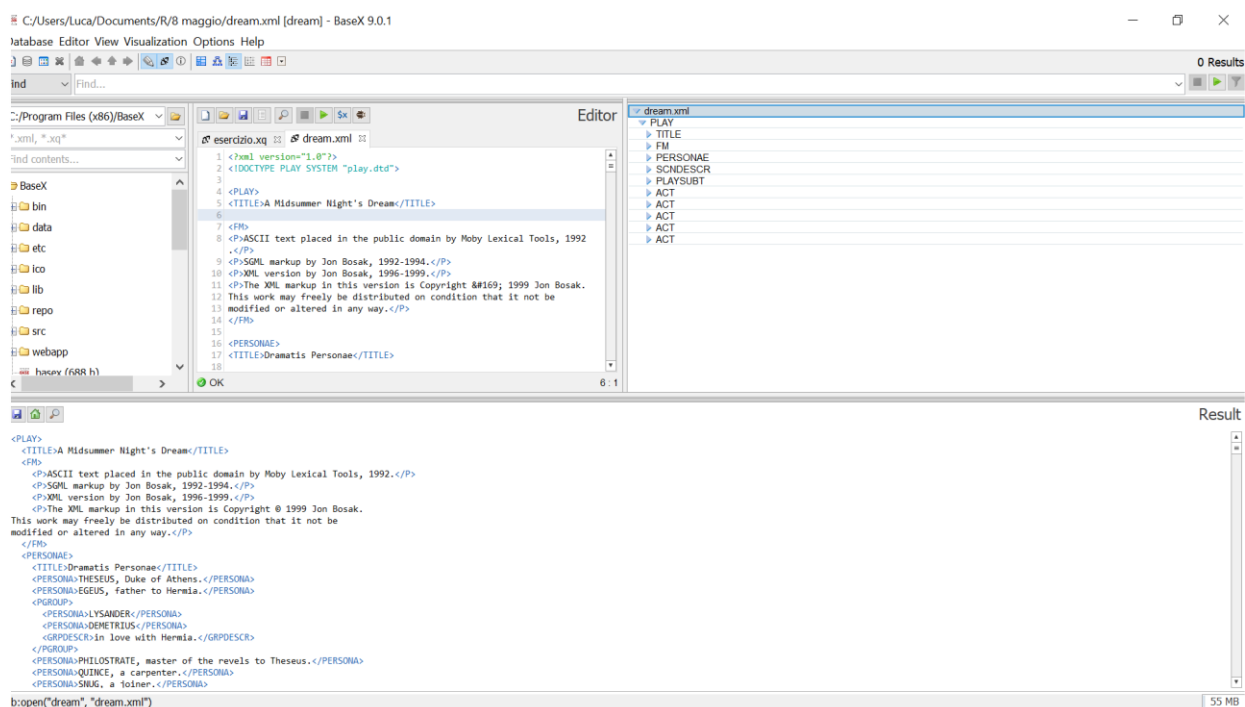 C:/Users/Luca/Documents/R/8 maggio/dream.xml [dream] - BaseX 9.0.1
Database Editor View Visualization Options Help
0 Results
Find Find...
C:/Program Files (x86)/BaseX
*.xml, *.xq*
Find contents...
BaseX
bin
data
etc
ico
lib
repo
src
webapp
basex (688 b)
Editor
esercizio.xq dream.xml
1 <?xml version="1.0"?>
2 <!DOCTYPE PLAY SYSTEM "play.dtd">
3
4 <PLAY>
5 <TITLE>A Midsummer Night's Dream</TITLE>
6
7 <FM>
8 <P>ASCII text placed in the public domain by Moby Lexical Tools, 1992
.</P>
9 <P>SGML markup by Jon Bosak, 1992-1994.</P>
10 <P>XML version by Jon Bosak, 1996-1999.</P>
11 <P>The XML markup in this version is Copyright &#169; 1999 Jon Bosak.
12 This work may freely be distributed on condition that it not be
13 modified or altered in any way.</P>
14 </FM>
15
16 <PERSONAE>
17 <TITLE>Dramatis Personae</TITLE>
18
OK 6 : 1
dream.xml
PLAY
TITLE
FM
PERSONAE
SCNDESCR
PLAYSUBT
ACT
ACT
ACT
ACT
ACT
Result
<PLAY>
<TITLE>A Midsummer Night's Dream</TITLE>
<FM>
<P>ASCII text placed in the public domain by Moby Lexical Tools, 1992.</P>
<P>SGML markup by Jon Bosak, 1992-1994.</P>
<P>XML version by Jon Bosak, 1996-1999.</P>
<P>The XML markup in this version is Copyright © 1999 Jon Bosak.
This work may freely be distributed on condition that it not be
modified or altered in any way.</P>
</FM>
<PERSONAE>
<TITLE>Dramatis Personae</TITLE>
<PERSONA>THESEUS, Duke of Athens.</PERSONA>
<PERSONA>EGEUS, father to Hermia.</PERSONA>
<PGROUP>
<PERSONA>LYSANDER</PERSONA>
<PERSONA>DEMETRIUS</PERSONA>
<GRPDESCR>in love with Hermia.</GRPDESCR>
</PGROUP>
<PERSONA>PHILOSTRATE, master of the revels to Theseus.</PERSONA>
<PERSONA>QUINCE, a carpenter.</PERSONA>
<PERSONA>SNUG, a joiner.</PERSONA>
b:open("dream", "dream.xml")
55 MB